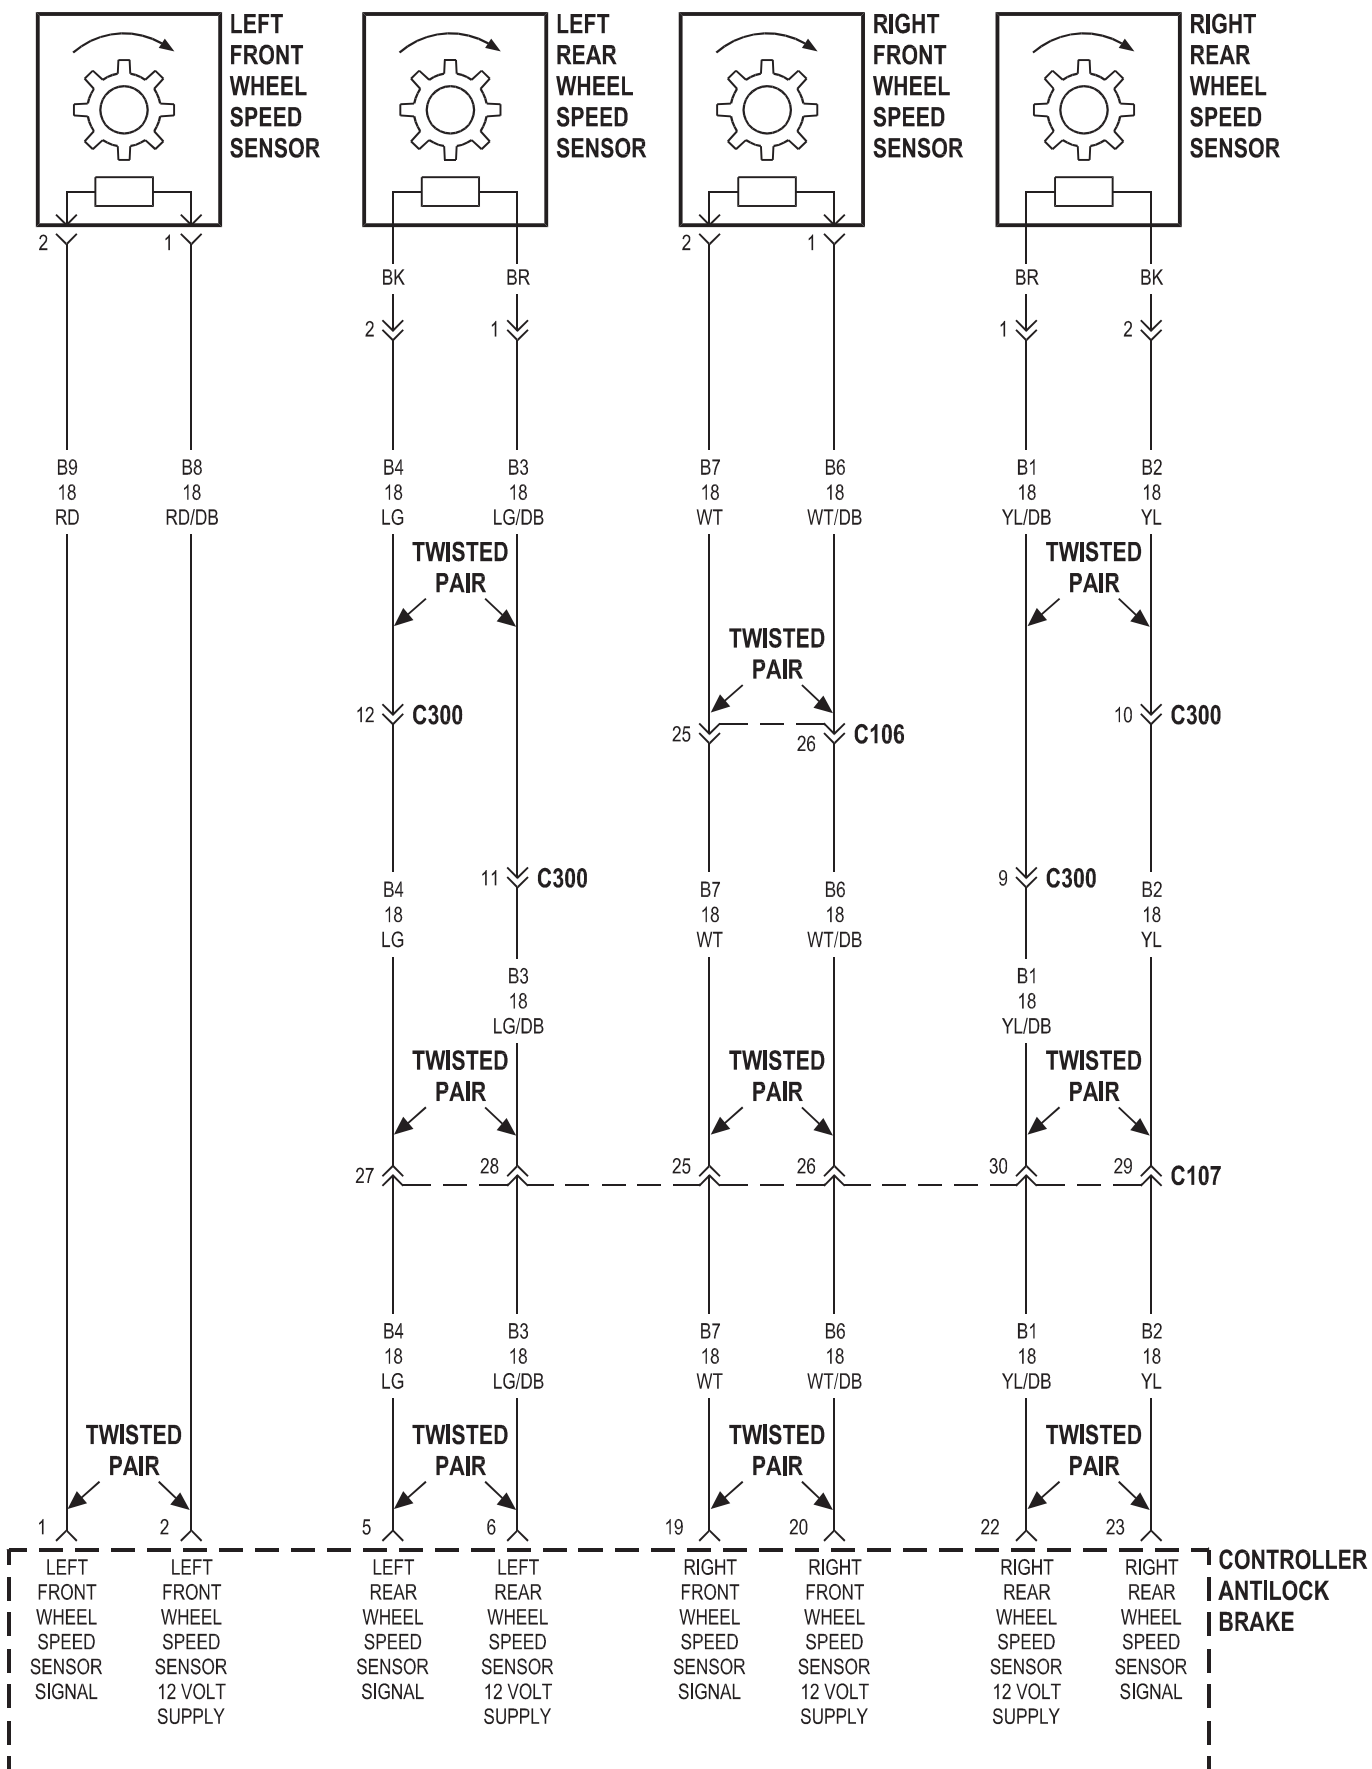 LEFT
FRONT
WHEEL
SPEED
SENSOR
LEFT
REAR
WHEEL
SPEED
SENSOR
RIGHT
FRONT
WHEEL
SPEED
SENSOR
RIGHT
REAR
WHEEL
SPEED
SENSOR
2
1
2
1
BK
BR
BR
BK
2
1
1
2
B9
18
RD
B8
18
RD/DB
B4
18
LG
B3
18
LG/DB
B7
18
WT
B6
18
WT/DB
B1
18
YL/DB
B2
18
YL
TWISTED
PAIR
TWISTED
PAIR
TWISTED
PAIR
12
C300
25
26
C106
10
C300
11
C300
9
C300
B4
18
LG
B7
18
WT
B6
18
WT/DB
B2
18
YL
B3
18
LG/DB
B1
18
YL/DB
TWISTED
PAIR
TWISTED
PAIR
TWISTED
PAIR
27
28
25
26
30
29
C107
B4
18
LG
B3
18
LG/DB
B7
18
WT
B6
18
WT/DB
B1
18
YL/DB
B2
18
YL
TWISTED
PAIR
TWISTED
PAIR
TWISTED
PAIR
TWISTED
PAIR
1
2
5
6
19
20
22
23
LEFT
FRONT
WHEEL
SPEED
SENSOR
SIGNAL
LEFT
FRONT
WHEEL
SPEED
SENSOR
12 VOLT
SUPPLY
LEFT
REAR
WHEEL
SPEED
SENSOR
SIGNAL
LEFT
REAR
WHEEL
SPEED
SENSOR
12 VOLT
SUPPLY
RIGHT
FRONT
WHEEL
SPEED
SENSOR
SIGNAL
RIGHT
FRONT
WHEEL
SPEED
SENSOR
12 VOLT
SUPPLY
RIGHT
REAR
WHEEL
SPEED
SENSOR
12 VOLT
SUPPLY
RIGHT
REAR
WHEEL
SPEED
SENSOR
SIGNAL
CONTROLLER
ANTILOCK
BRAKE